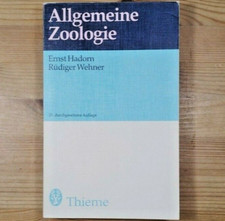 Allgemeine
Zoologie
Ernst Hadorn
Rüdiger Wehner
Thieme